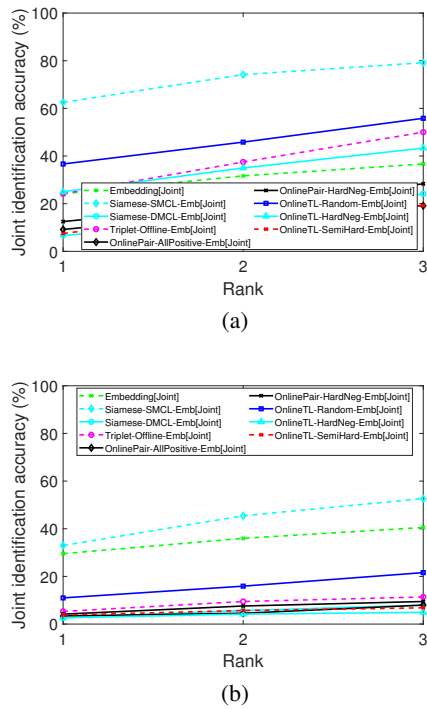 Joint identification accuracy (%)
100
80
60
40
20
0
Embedding[Joint]
Siamese-SMCL-Emb[Joint]
Siamese-DMCL-Emb[Joint]
Triplet-Offline-Emb[Joint]
OnlinePair-AllPositive-Emb[Joint]
OnlinePair-HardNeg-Emb[Joint]
OnlineTL-Random-Emb[Joint]
OnlineTL-HardNeg-Emb[Joint]
OnlineTL-SemiHard-Emb[Joint]
1 2 3
Rank
(a)
Joint identification accuracy (%)
100
80
60
40
20
0
Embedding[Joint]
Siamese-SMCL-Emb[Joint]
Siamese-DMCL-Emb[Joint]
Triplet-Offline-Emb[Joint]
OnlinePair-AllPositive-Emb[Joint]
OnlinePair-HardNeg-Emb[Joint]
OnlineTL-Random-Emb[Joint]
OnlineTL-HardNeg-Emb[Joint]
OnlineTL-SemiHard-Emb[Joint]
1 2 3
Rank
(b)